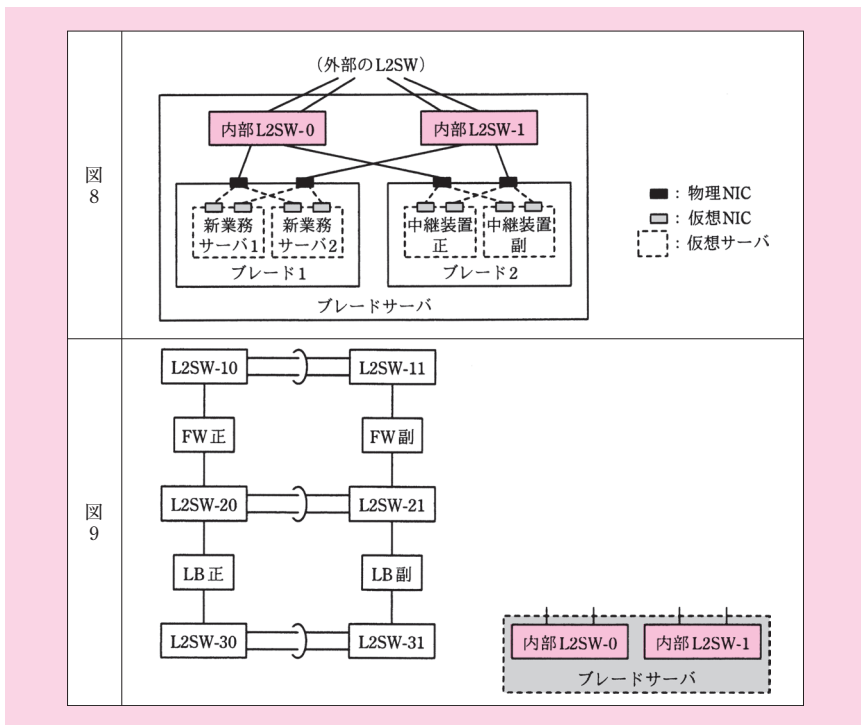 図
8
（外部のL2SW）
内部L2SW-0
内部L2SW-1
新業務
サーバ1
新業務
サーバ2
ブレード1
中継装置
正
中継装置
副
ブレード2
ブレードサーバ
：物理NIC
：仮想NIC
：仮想サーバ
図
9
L2SW-10
L2SW-11
FW正
FW副
L2SW-20
L2SW-21
LB正
LB副
L2SW-30
L2SW-31
内部L2SW-0
内部L2SW-1
ブレードサーバ